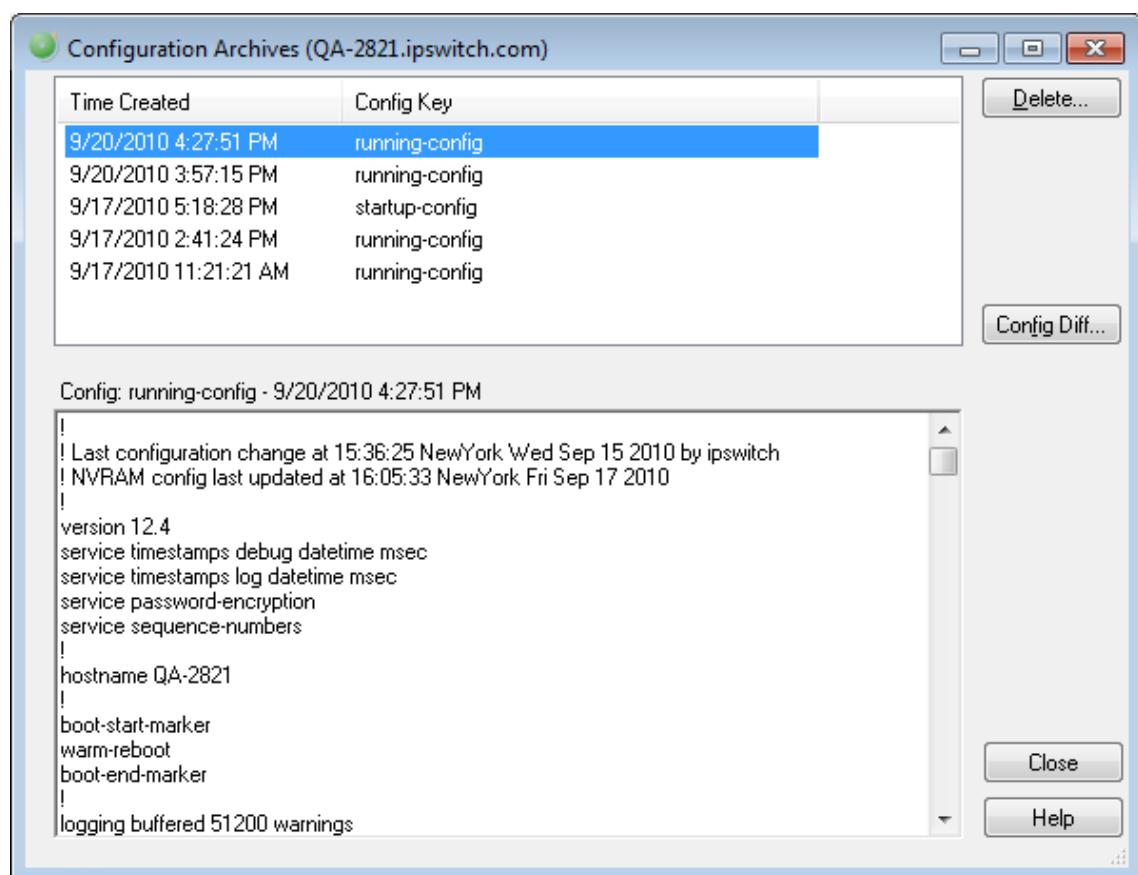 Configuration Archives (QA-2821.ipswitch.com)
Time Created Config Key
9/20/2010 4:27:51 PM running-config
9/20/2010 3:57:15 PM running-config
9/17/2010 5:18:28 PM startup-config
9/17/2010 2:41:24 PM running-config
9/17/2010 11:21:21 AM running-config
Delete...
Config Diff...
Config: running-config - 9/20/2010 4:27:51 PM
!
! Last configuration change at 15:36:25 NewYork Wed Sep 15 2010 by ipswitch
! NVRAM config last updated at 16:05:33 NewYork Fri Sep 17 2010
!
version 12.4
service timestamps debug datetime msec
service timestamps log datetime msec
service password-encryption
service sequence-numbers
!
hostname QA-2821
!
boot-start-marker
warm-reboot
boot-end-marker
!
logging buffered 51200 warnings
Close
Help